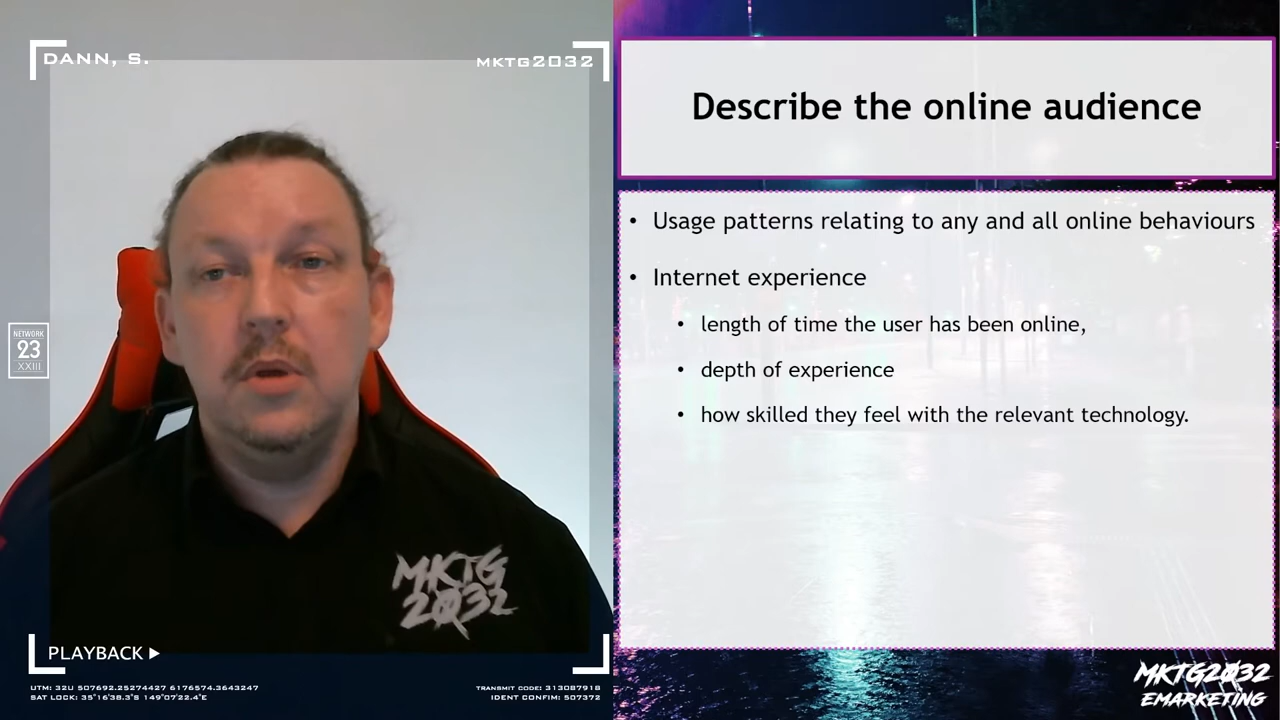 DANN, S.
MKTG2032
NETWORK
23
XXIII
MKTG
2032
PLAYBACK
UTM: 32U 507692.25274427 6176574.3643247
SAT LOCK: 35°16'38.3"S 149°07'22.4"E
TRANSMIT CODE: 313087918
IDENT CONFIM: 507372
Describe the online audience
• Usage patterns relating to any and all online behaviours
• Internet experience
• length of time the user has been online,
• depth of experience
• how skilled they feel with the relevant technology.
MKTG2032
EMARKETING